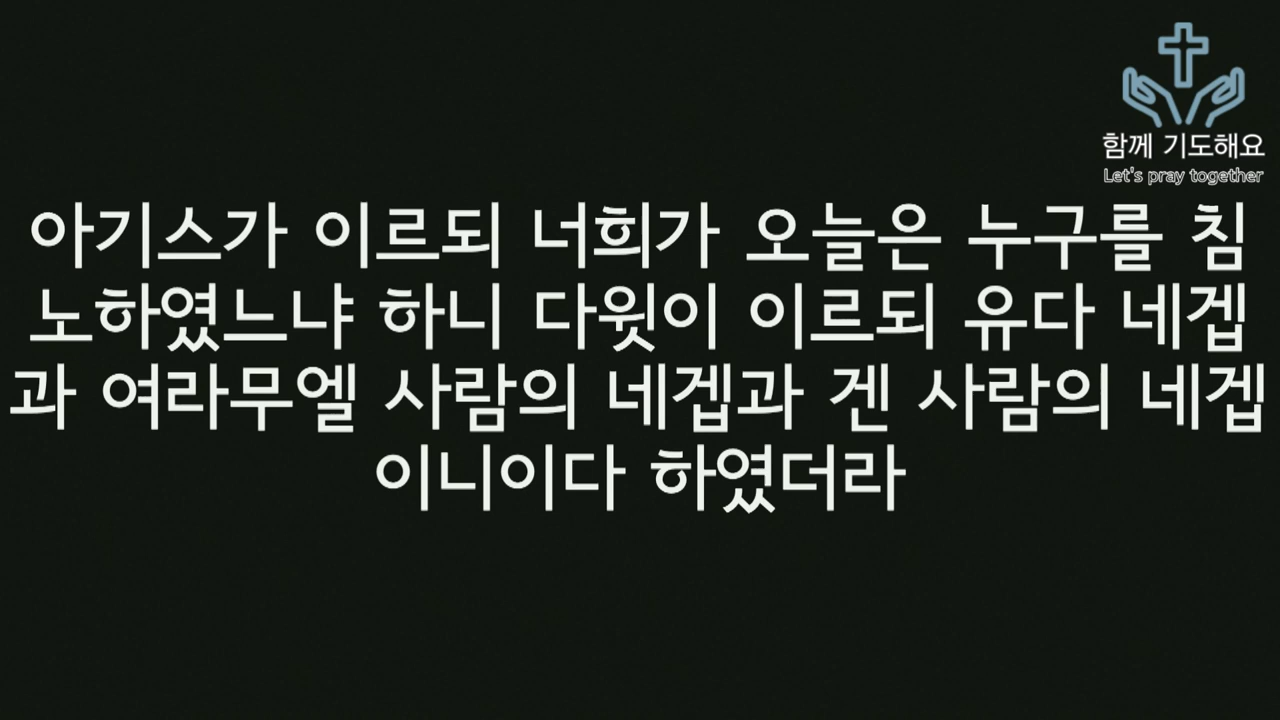 함께 기도해요
Let's pray together
아기스가 이르되 너희가 오늘은 누구를 침
노하였느냐 하니 다윗이 이르되 유다 네겝
과 여라무엘 사람의 네겝과 겐 사람의 네겝
이니이다 하였더라